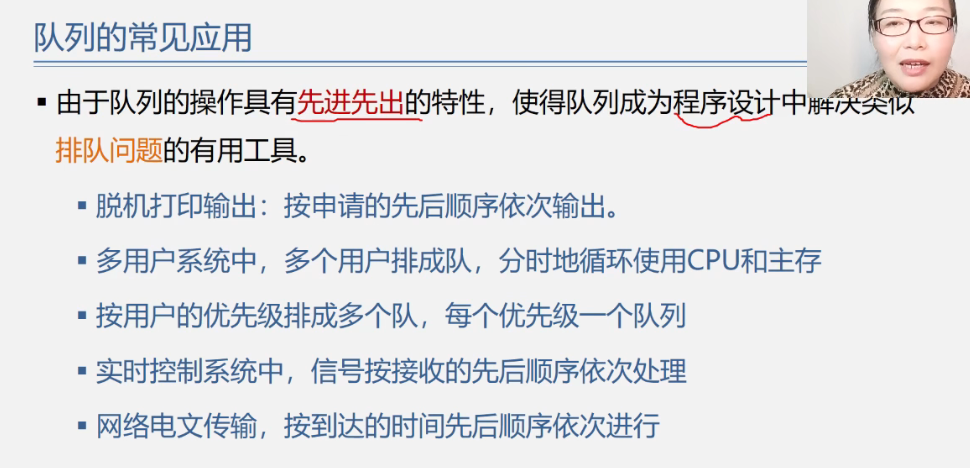 队列的常见应用
▪ 由于队列的操作具有先进先出的特性，使得队列成为程序设计中解决类似
排队问题的有用工具。
▪ 脱机打印输出：按申请的先后顺序依次输出。
▪ 多用户系统中，多个用户排成队，分时地循环使用CPU和主存
▪ 按用户的优先级排成多个队，每个优先级一个队列
▪ 实时控制系统中，信号按接收的先后顺序依次处理
▪ 网络电文传输，按到达的时间先后顺序依次进行